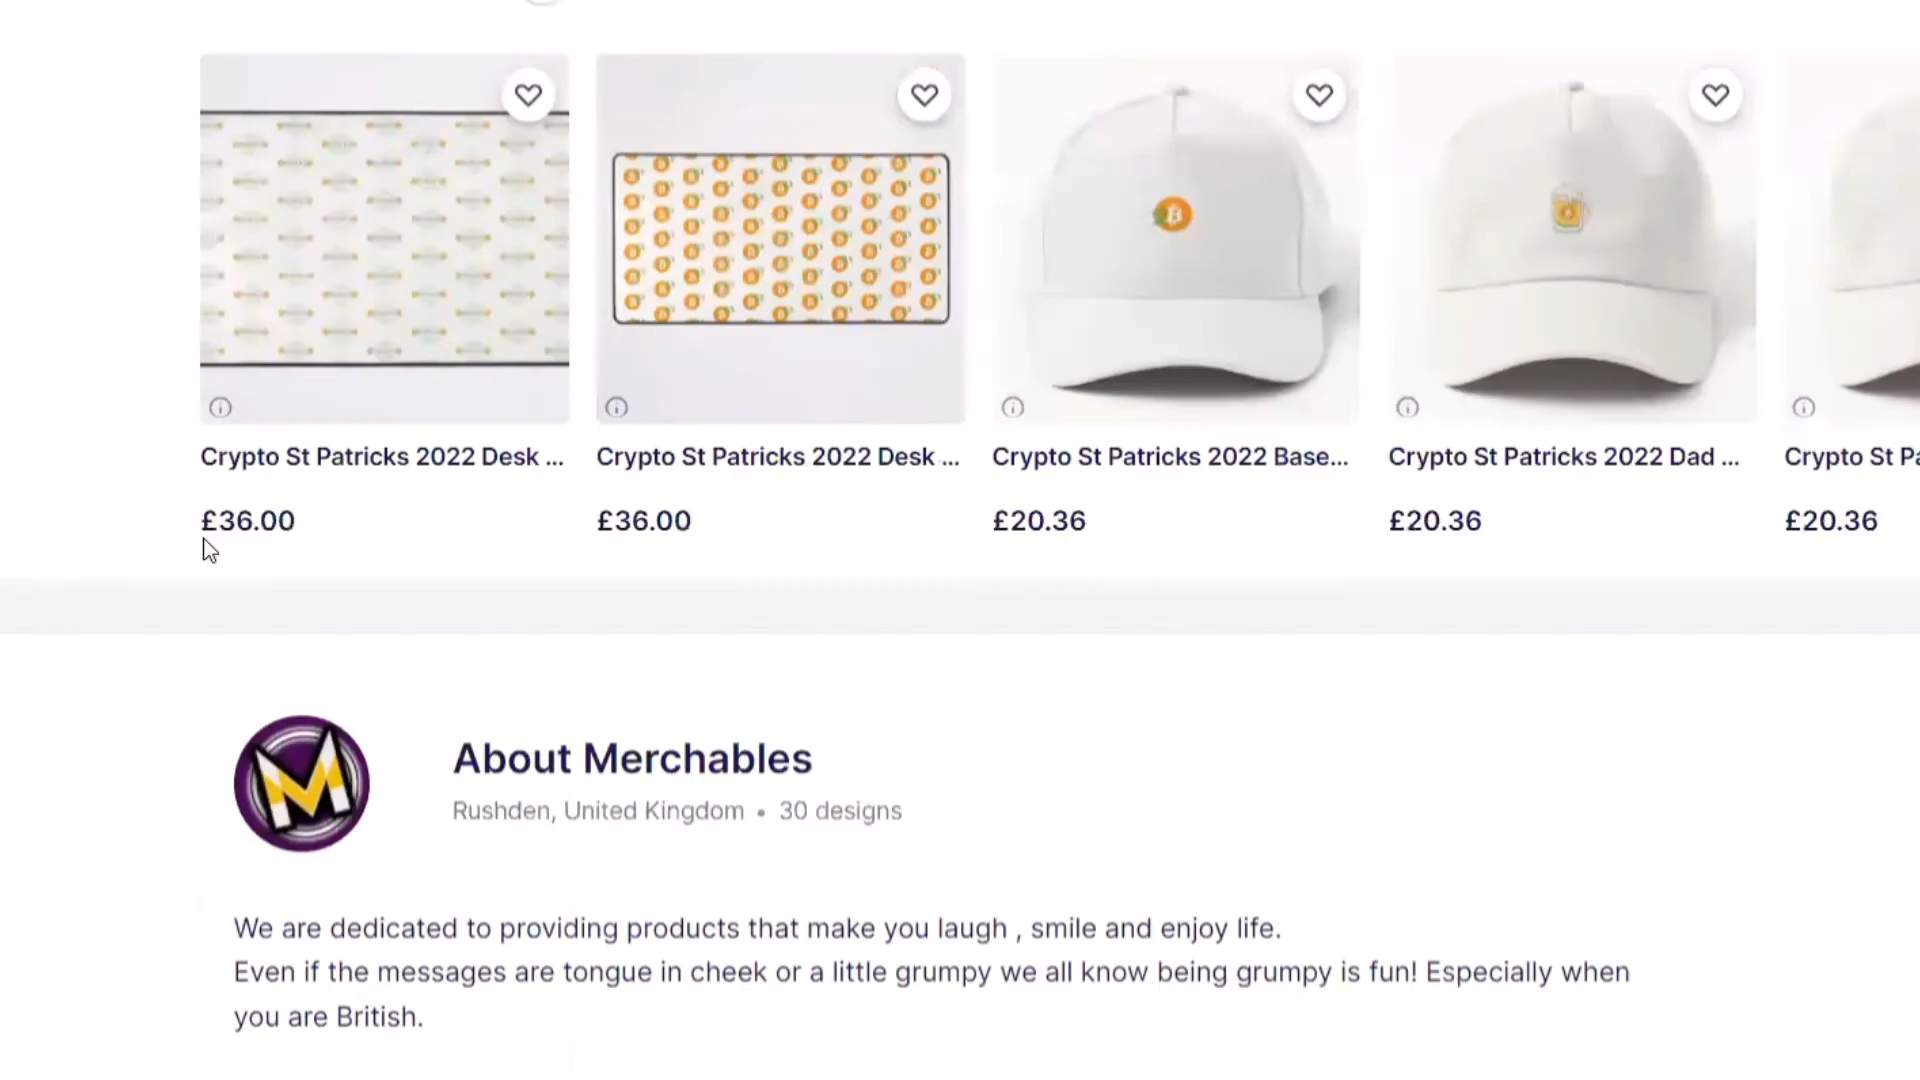 Crypto St Patricks 2022 Desk ...
Crypto St Patricks 2022 Desk ...
Crypto St Patricks 2022 Base...
Crypto St Patricks 2022 Dad ...
Crypto St Pa
£36.00
£36.00
£20.36
£20.36
£20.36
M
About Merchables
Rushden, United Kingdom • 30 designs
We are dedicated to providing products that make you laugh , smile and enjoy life.
Even if the messages are tongue in cheek or a little grumpy we all know being grumpy is fun! Especially when
you are British.